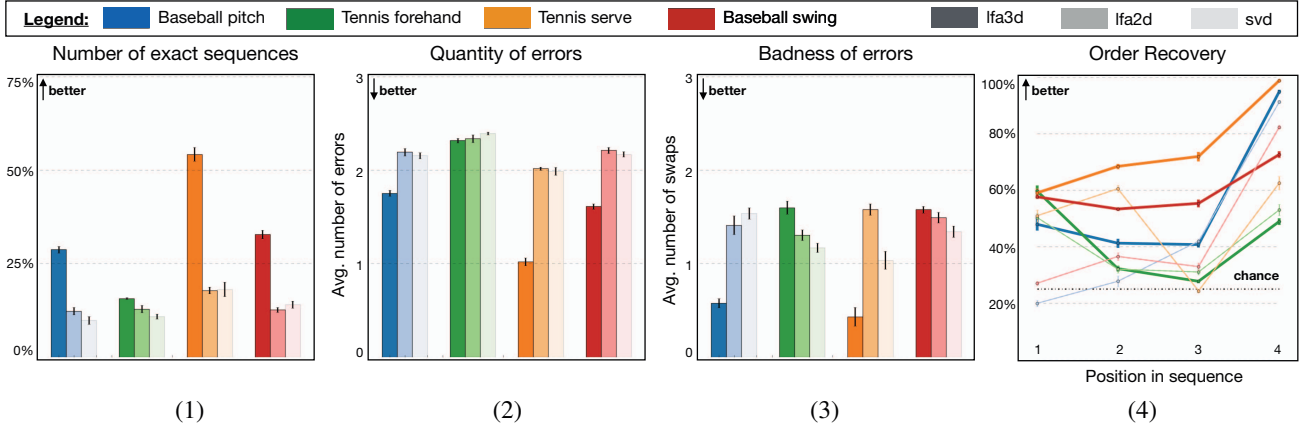 Legend: Baseball pitch Tennis forehand Tennis serve Baseball swing lfa3d lfa2d svd
Number of exact sequences
75%
better
50%
25%
0%
(1)
Quantity of errors
Avg. number of errors
3
better
2
1
0
(2)
Badness of errors
Avg. number of swaps
3
better
2
1
0
(3)
Order Recovery
100%
better
80%
60%
40%
chance
20%
1 2 3 4
Position in sequence
(4)